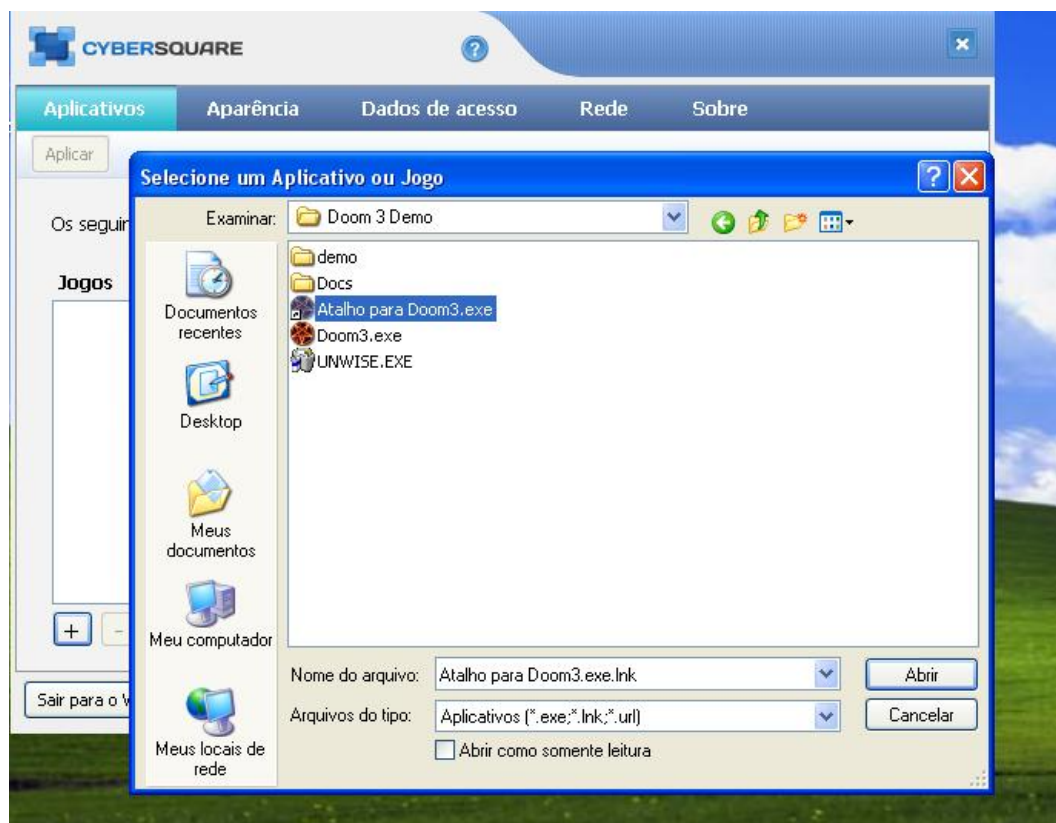 CYBERSQUARE
?
Aplicativos Aparência Dados de acesso Rede Sobre
Aplicar
Selecione um Aplicativo ou Jogo
?
Os seguir
Examinar: Doom 3 Demo
Jogos
Documentos
recentes
Desktop
Meus
documentos
Meu computador
Meus locais de
rede
demo
Docs
Atalho para Doom3.exe
Doom3.exe
UNWISE.EXE
+ -
Nome do arquivo: Atalho para Doom3.exe.lnk Abrir
Sair para o
Arquivos do tipo: Aplicativos (*.exe;*.lnk;*.url) Cancelar
Abrir como somente leitura